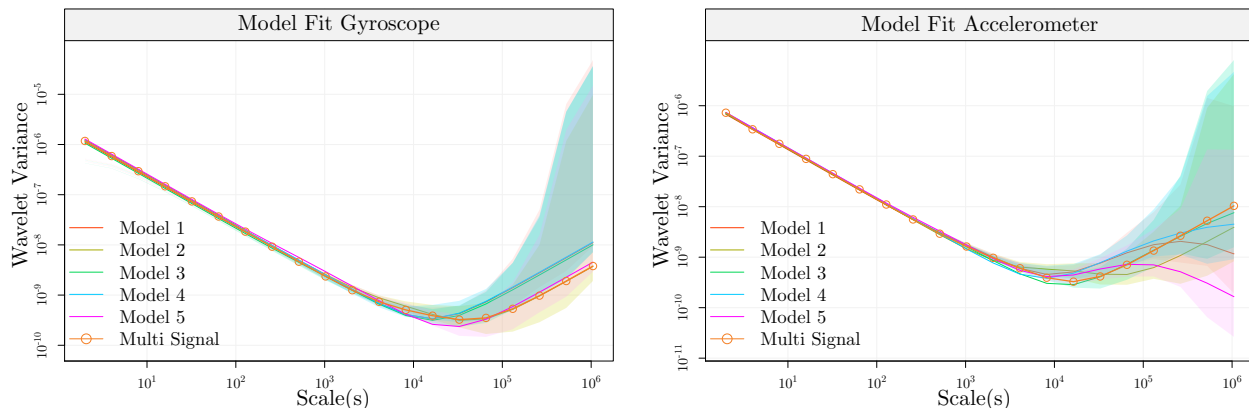 Model Fit Gyroscope
Wavelet Variance
10^-5
10^-6
10^-7
10^-8
10^-9
10^-10
Model 1
Model 2
Model 3
Model 4
Model 5
Multi Signal
10^1
10^2
10^3
10^4
10^5
10^6
Scale(s)
Model Fit Accelerometer
Wavelet Variance
10^-6
10^-7
10^-8
10^-9
10^-10
10^-11
Model 1
Model 2
Model 3
Model 4
Model 5
Multi Signal
10^1
10^2
10^3
10^4
10^5
10^6
Scale(s)